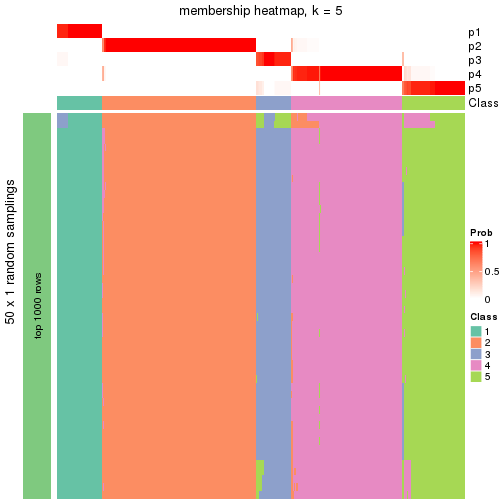 membership heatmap, k = 5
p1
p2
p3
p4
p5
Class
50 x 1 random samplings
top 1000 rows
Prob
1
0.5
0
Class
1
2
3
4
5